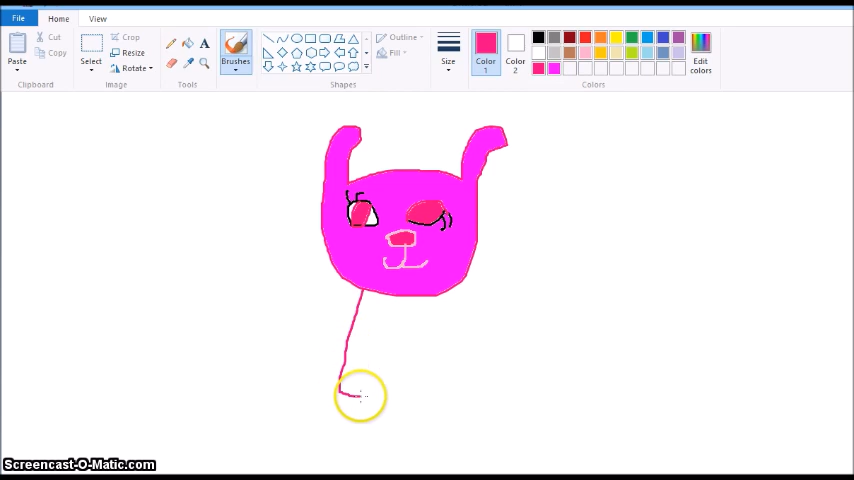 File Home View
Paste
Cut
Copy
Clipboard
Select
Crop
Resize
Rotate
Image
A
Tools
Brushes
Shapes
Outline
Fill
Size
Color
1
Color
2
Edit
colors
Colors
Screencast-O-Matic.com